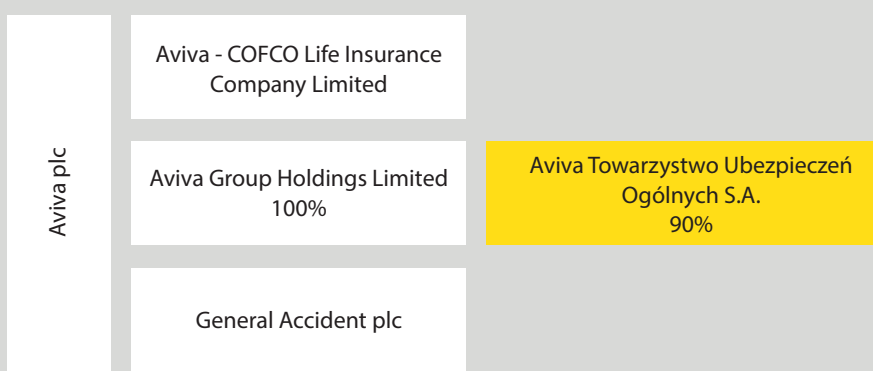 Aviva plc
Aviva - COFCO Life Insurance
Company Limited
Aviva Group Holdings Limited
100%
Aviva Towarzystwo Ubezpieczeń
Ogólnych S.A.
90%
General Accident plc